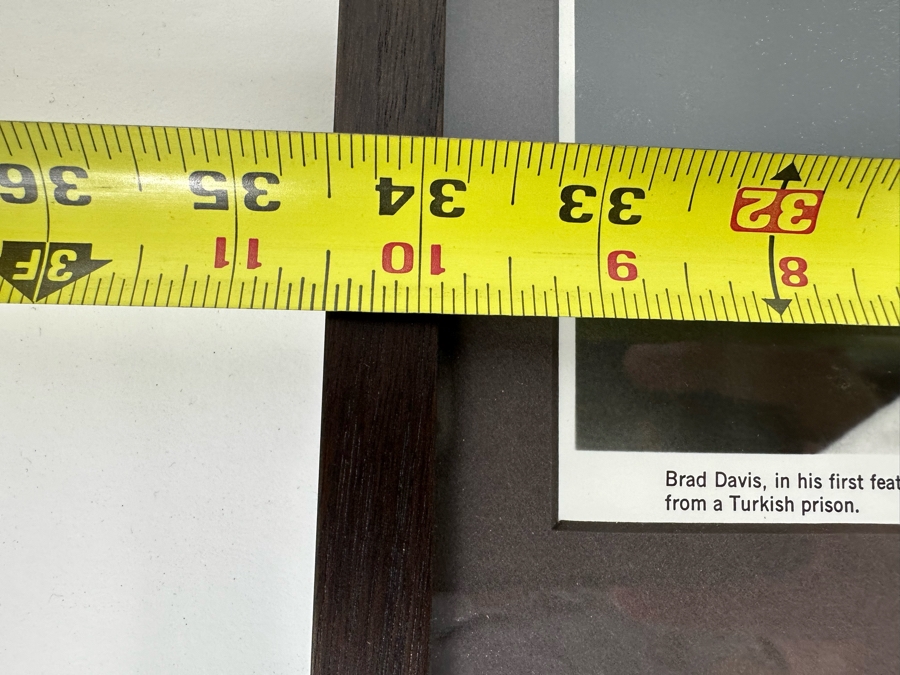 36 35 34 33 32
3F 11 10 9 8
Brad Davis, in his first feat
from a Turkish prison.